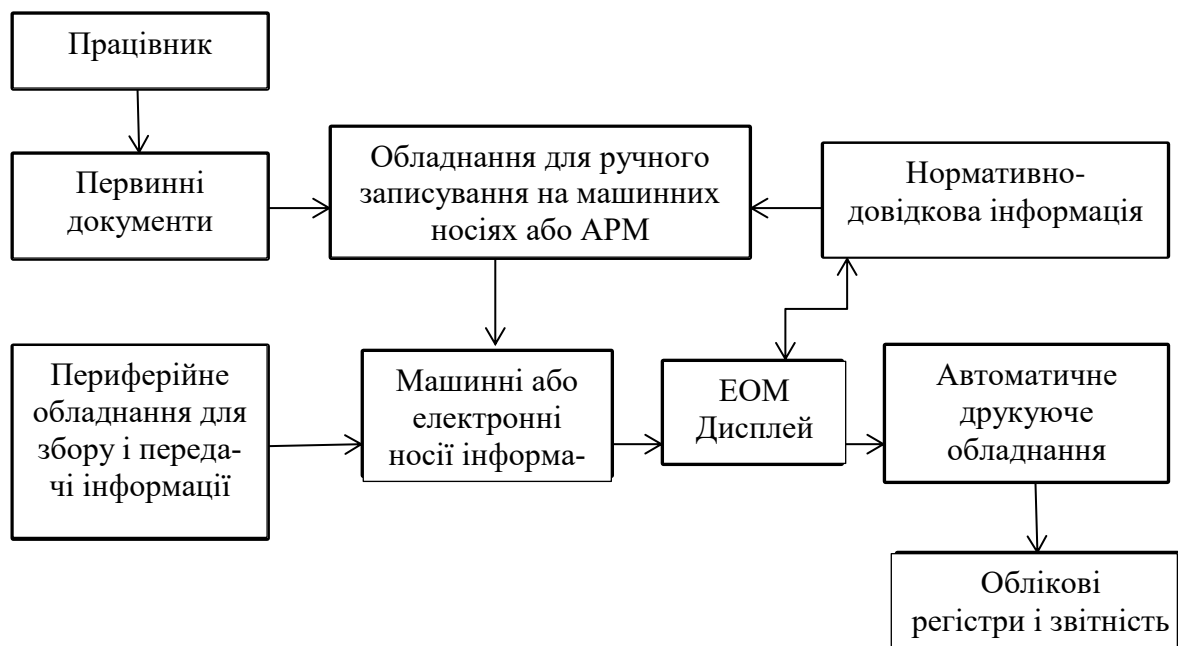 Працівник
Первинні
документи
Обладнання для ручного
записування на машинних
носіях або АРМ
Нормативно-
довідкова інформація
Периферійне
обладнання для
збору і переда-
чі інформації
Машинні або
електронні
носії інформа-
ЕОМ
Дисплей
Автоматичне
друкуюче
обладнання
Облікові
регістри і звітність